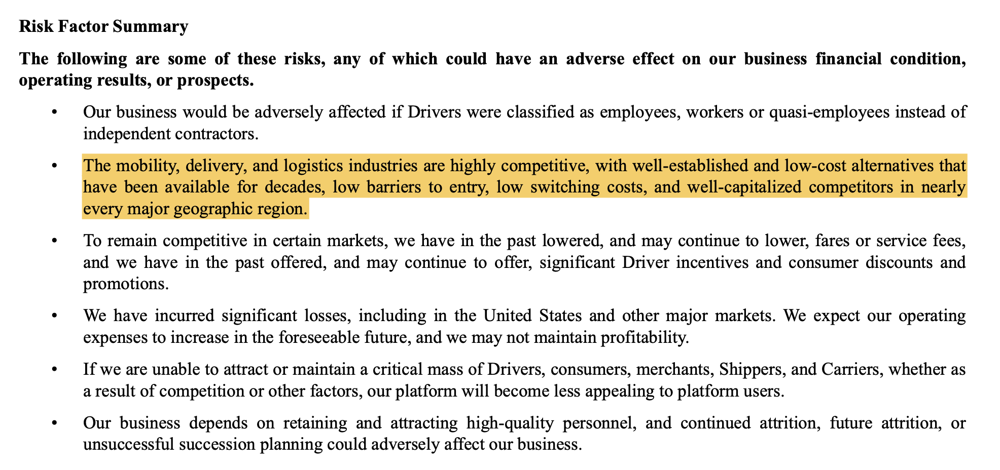 Risk Factor Summary
The following are some of these risks, any of which could have an adverse effect on our business financial condition,
operating results, or prospects.
• Our business would be adversely affected if Drivers were classified as employees, workers or quasi-employees instead of
independent contractors.
• The mobility, delivery, and logistics industries are highly competitive, with well-established and low-cost alternatives that
have been available for decades, low barriers to entry, low switching costs, and well-capitalized competitors in nearly
every major geographic region.
• To remain competitive in certain markets, we have in the past lowered, and may continue to lower, fares or service fees,
and we have in the past offered, and may continue to offer, significant Driver incentives and consumer discounts and
promotions.
• We have incurred significant losses, including in the United States and other major markets. We expect our operating
expenses to increase in the foreseeable future, and we may not maintain profitability.
• If we are unable to attract or maintain a critical mass of Drivers, consumers, merchants, Shippers, and Carriers, whether as
a result of competition or other factors, our platform will become less appealing to platform users.
• Our business depends on retaining and attracting high-quality personnel, and continued attrition, future attrition, or
unsuccessful succession planning could adversely affect our business.